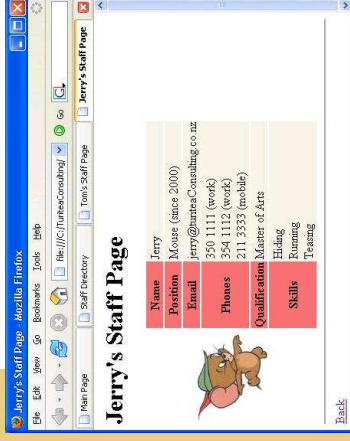 Jerry's Staff Page - Mozilla Firefox
File Edit View Go Bookmarks Tools Help
file:///C:/TuriteaConsulting/ Go G
Main Page Staff Directory Tom's Staff Page Jerry's Staff Page
Jerry's Staff Page
Name Jerry
Position Mouse (since 2000)
Email jerry@turiteaConsulting.co.nz
Phones 350 1111 (work)
354 1112 (work)
211 3333 (mobile)
Qualification Master of Arts
Skills Hiding
Running
Teasing
Back